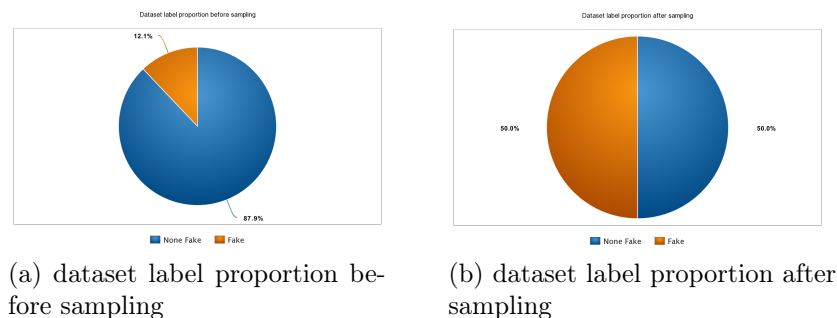 Dataset label proportion before sampling
12.1%
87.9%
None Fake Fake
(a) dataset label proportion be-
fore sampling
Dataset label proportion after sampling
50.0% 50.0%
None Fake Fake
(b) dataset label proportion after
sampling